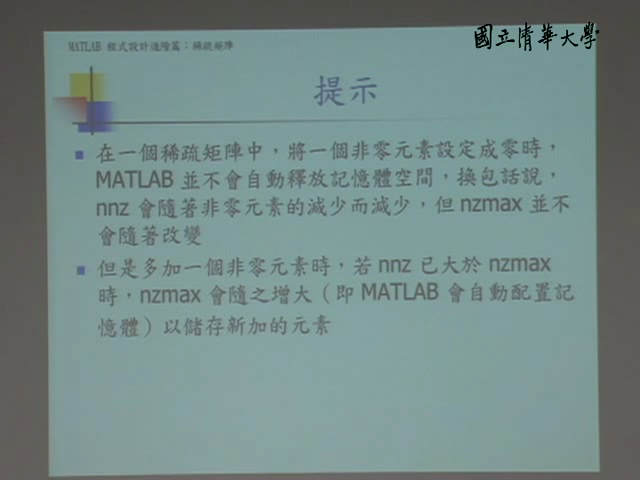 MATLAB 程式設計進階篇：稀疏矩陣
國立清華大學
提示
在一個稀疏矩陣中，將一個非零元素設定成零時，
MATLAB 並不會自動釋放記憶體空間，換包話說，
nnz 會隨著非零元素的減少而減少，但 nzmax 並不
會隨著改變
但是多加一個非零元素時，若 nnz 已大於 nzmax
時，nzmax 會隨之增大（即 MATLAB 會自動配置記
憶體）以儲存新加的元素